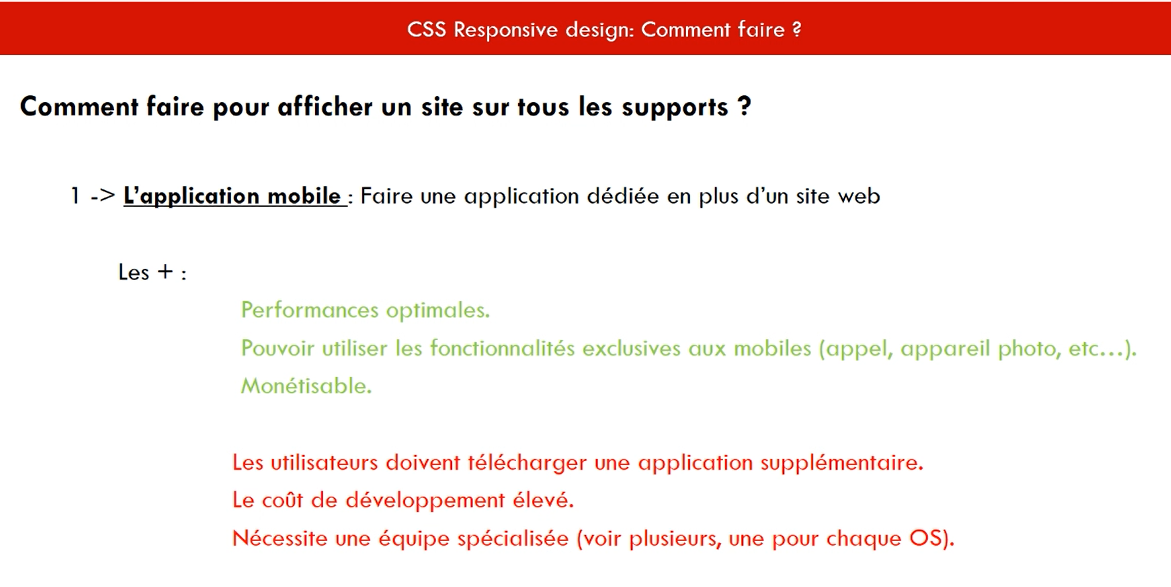 CSS Responsive design: Comment faire ?
Comment faire pour afficher un site sur tous les supports ?
1 -> L’application mobile : Faire une application dédiée en plus d’un site web
Les + :
Performances optimales.
Pouvoir utiliser les fonctionnalités exclusives aux mobiles (appel, appareil photo, etc…).
Monétisable.
Les utilisateurs doivent télécharger une application supplémentaire.
Le coût de développement élevé.
Nécessite une équipe spécialisée (voir plusieurs, une pour chaque OS).